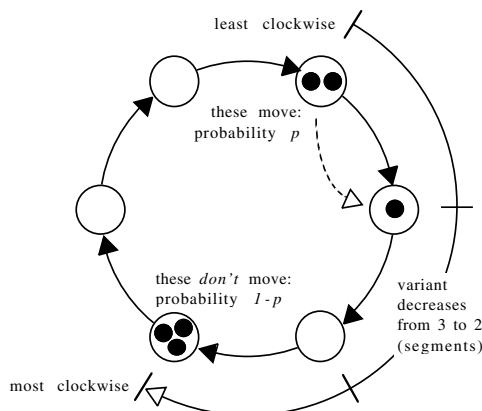 least clockwise
these move:
probability p
these don't move:
probability 1-p
variant
decreases
from 3 to 2
(segments)
most clockwise